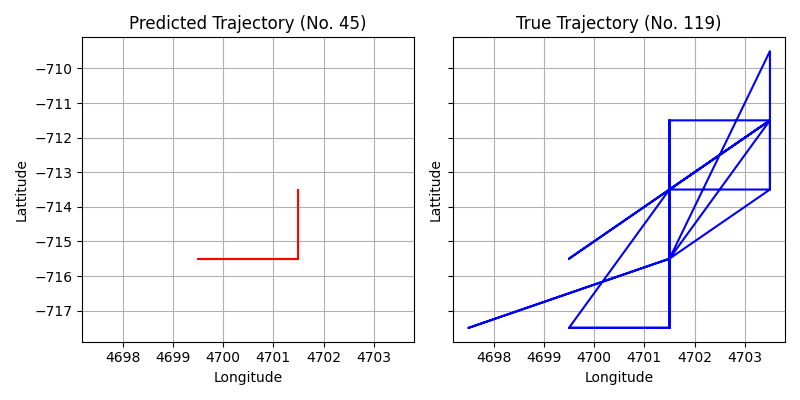 Predicted Trajectory (No. 45)
True Trajectory (No. 119)
−710
−711
−712
−713
−714
−715
−716
−717
Lattitude
Lattitude
4698 4699 4700 4701 4702 4703
4698 4699 4700 4701 4702 4703
Longitude
Longitude